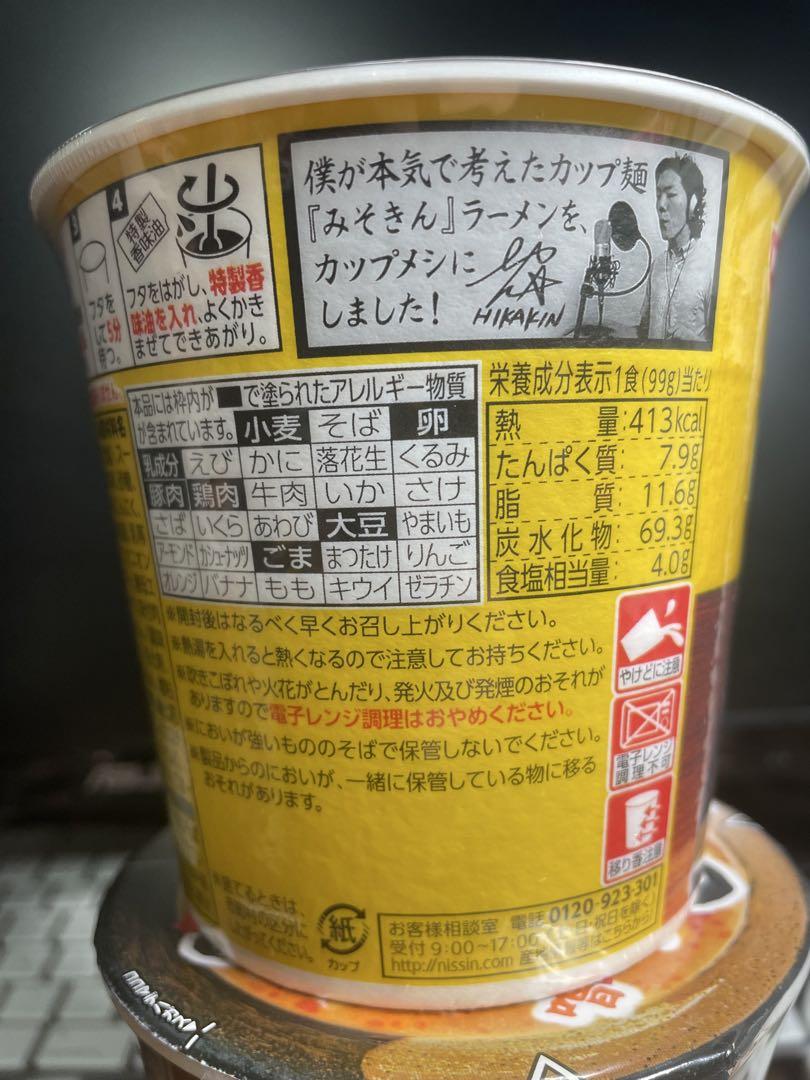 僕が本気で考えたカップ麺
『みそきん』ラーメンを、
カップメシに
しました!
HIKAKIN
3
フタを
して5分
待つ。
4
特製
香味油
フタをはがし、特製香
味油を入れ、よくかき
まぜてできあがり。
本品には枠内が■で塗られたアレルギー物質
が含まれています。 小麦 そば 卵
乳成分 えび かに 落花生 くるみ
豚肉 鶏肉 牛肉 いか さけ
さば いくら あわび 大豆 やまいも
アーモンド カシューナッツ ごま まつたけ りんご
オレンジ バナナ もも キウイ ゼラチン
栄養成分表示1食(99g)当たり
熱量:413kcal
たんぱく質: 7.9g
脂質: 11.6g
炭水化物: 69.3g
食塩相当量: 4.0g
※開封後はなるべく早くお召し上がりください。
※熱湯を入れると熱くなるので注意してお持ちください。
※吹きこぼれや火花がとんだり、発火及び発煙のおそれが
ありますので電子レンジ調理はおやめください。
※においが強いもののそばで保管しないでください。
※製品からのにおいが、一緒に保管している物に移る
おそれがあります。
やけどに注意
電子レンジ
調理不可
移り香注意
※捨てるときは、
紙
カップ
お客様相談室 電話 0120-923-301
受付 9:00~17:00
http://nissin.com